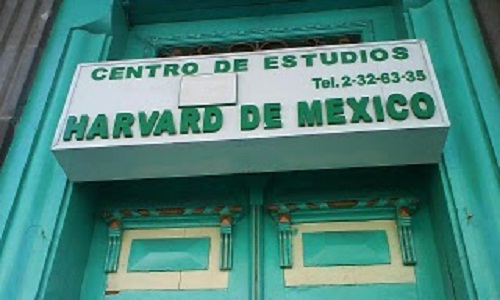 CENTRO DE ESTUDIOS
Tel. 2-32-63-35
HARVARD DE MEXICO